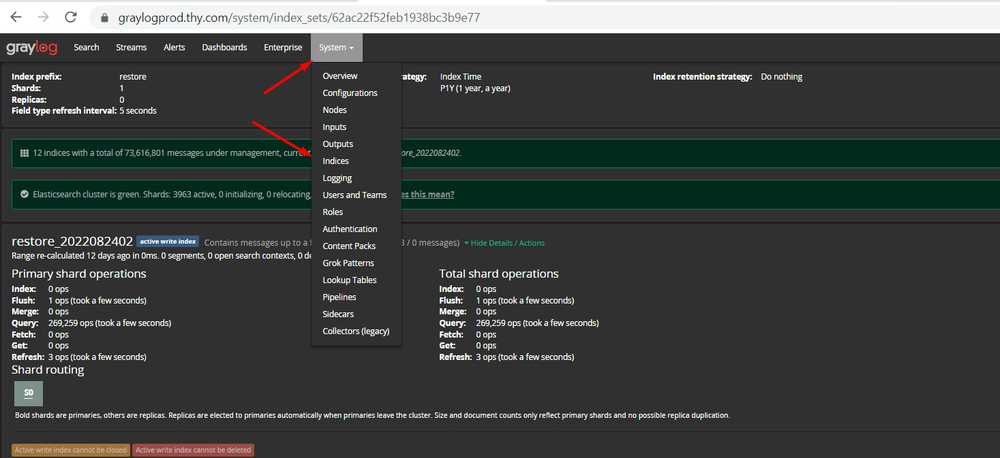 graylogprod.thy.com/system/index_sets/62ac22f52feb1938bc3b9e77
graylog Search Streams Alerts Dashboards Enterprise System
Index prefix: restore
Shards: 1
Replicas: 0
Field type refresh interval: 5 seconds
rategy: Index Time
P1Y (1 year, a year)
Index retention strategy: Do nothing
Overview
Configurations
Nodes
Inputs
Outputs
Indices
Logging
Users and Teams
Roles
Authentication
Content Packs
Grok Patterns
Lookup Tables
Pipelines
Sidecars
Collectors (legacy)
12 indices with a total of 73,616,801 messages under management, curre ore_2022082402.
Elasticsearch cluster is green. Shards: 3963 active, 0 initializing, 0 relocating, es this mean?
restore_2022082402 active write index Contains messages up to a f 3 / 0 messages) Hide Details / Actions
Range re-calculated 12 days ago in 0ms. 0 segments, 0 open search contexts, 0 de
Primary shard operations
Index: 0 ops
Flush: 1 ops (took a few seconds)
Merge: 0 ops
Query: 269,259 ops (took a few seconds)
Fetch: 0 ops
Get: 0 ops
Refresh: 3 ops (took a few seconds)
Total shard operations
Index: 0 ops
Flush: 1 ops (took a few seconds)
Merge: 0 ops
Query: 269,259 ops (took a few seconds)
Fetch: 0 ops
Get: 0 ops
Refresh: 3 ops (took a few seconds)
Shard routing
S0
Bold shards are primaries, others are replicas. Replicas are elected to primaries automatically when primaries leave the cluster. Size and document counts only reflect primary shards and no possible replica duplication.
Active write index cannot be closed Active write index cannot be deleted